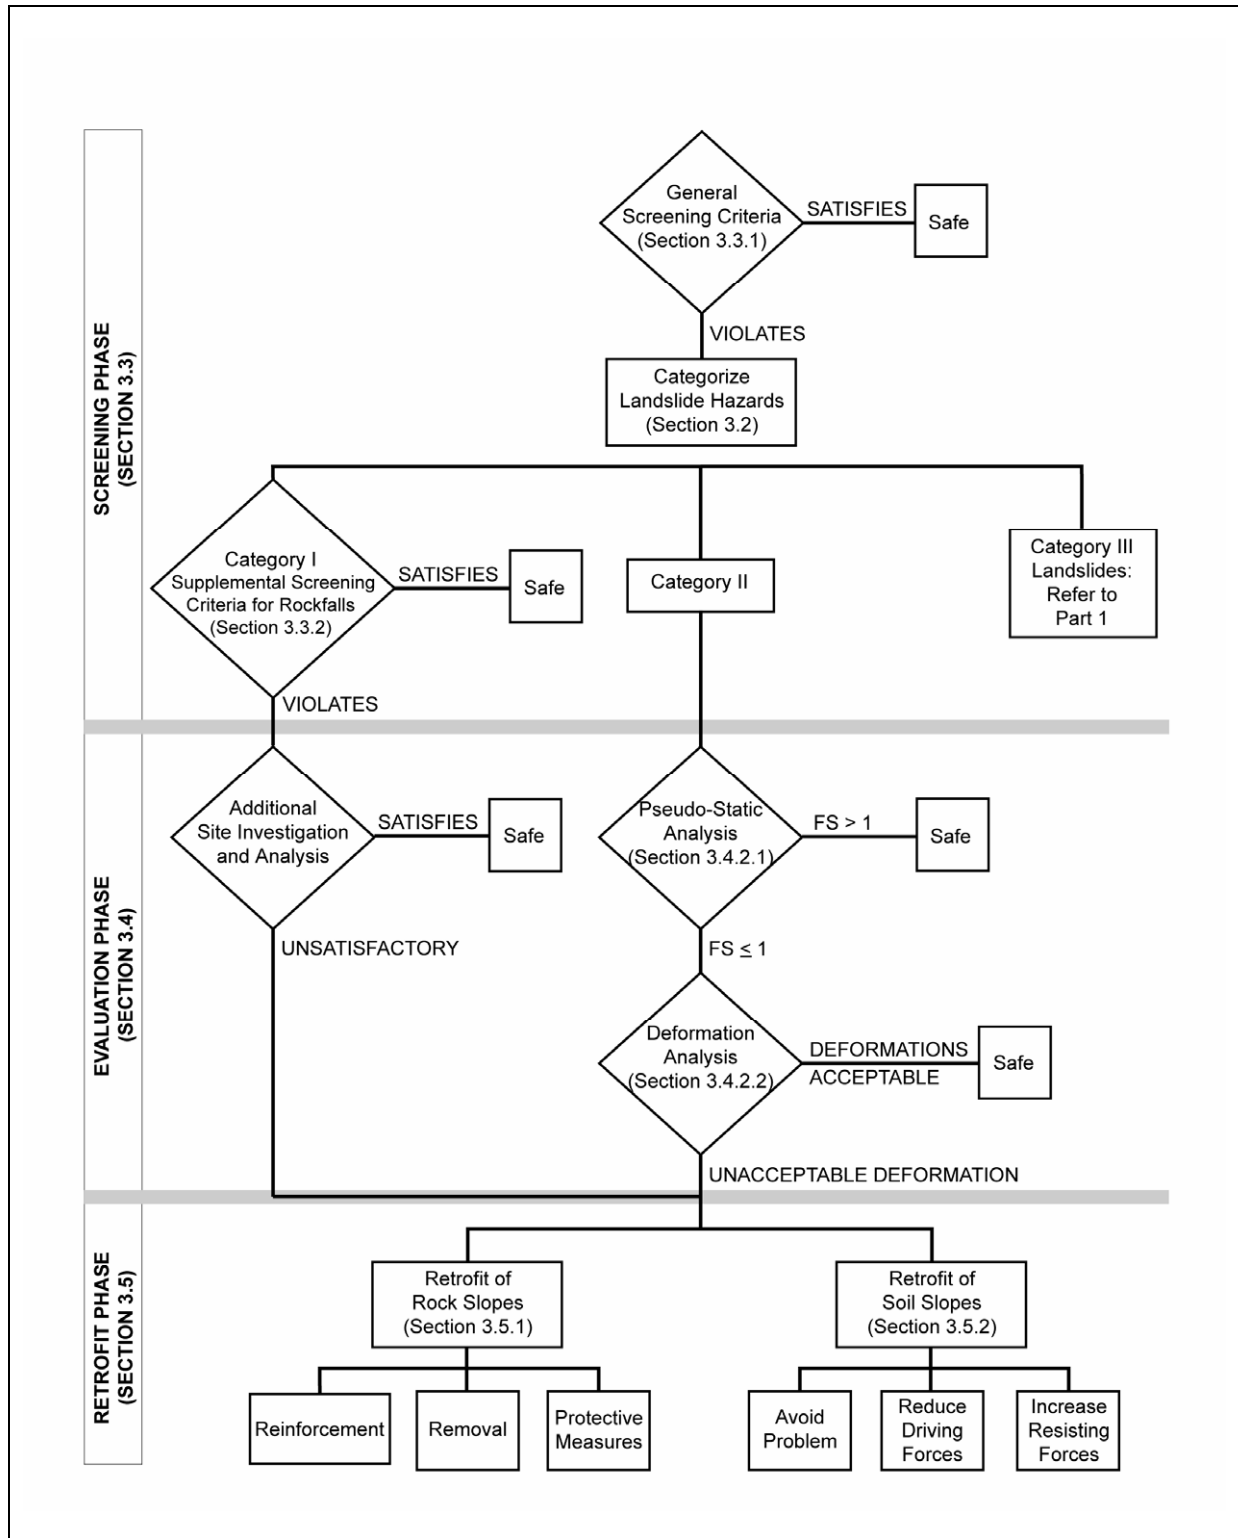 SCREENING PHASE
(SECTION 3.3)
General
Screening Criteria
(Section 3.3.1)
SATISFIES
Safe
VIOLATES
Categorize
Landslide Hazards
(Section 3.2)
Category I
Supplemental Screening
Criteria for Rockfalls
(Section 3.3.2)
SATISFIES
Safe
Category II
Category III
Landslides:
Refer to
Part 1
VIOLATES
EVALUATION PHASE
(SECTION 3.4)
Additional
Site Investigation
and Analysis
SATISFIES
Safe
Pseudo-Static
Analysis
(Section 3.4.2.1)
FS > 1
Safe
UNSATISFACTORY
FS ≤ 1
Deformation
Analysis
(Section 3.4.2.2)
DEFORMATIONS
ACCEPTABLE
Safe
UNACCEPTABLE DEFORMATION
RETROFIT PHASE
(SECTION 3.5)
Retrofit of
Rock Slopes
(Section 3.5.1)
Retrofit of
Soil Slopes
(Section 3.5.2)
Reinforcement
Removal
Protective
Measures
Avoid
Problem
Reduce
Driving
Forces
Increase
Resisting
Forces